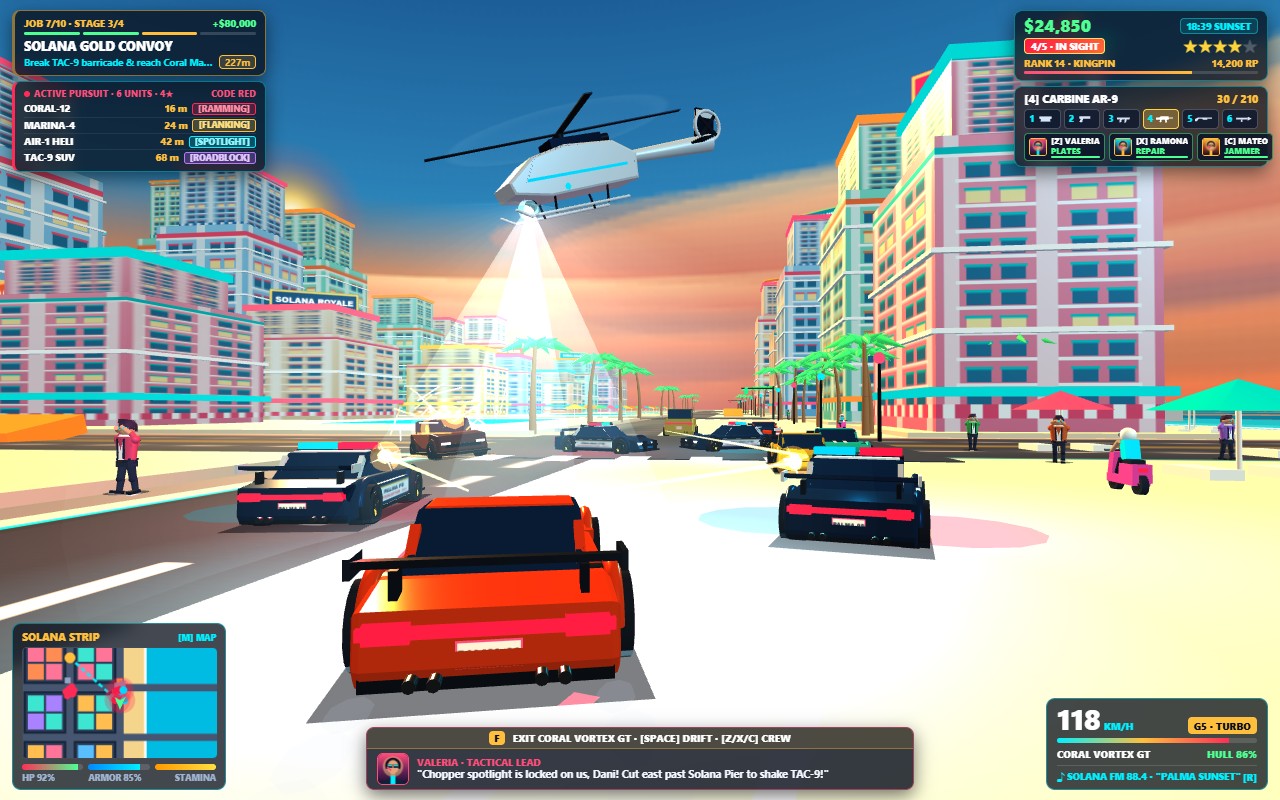 JOB 7/10 · STAGE 3/4 +$80,000
SOLANA GOLD CONVOY
Break TAC-9 barricade & reach Coral Ma... 227m
ACTIVE PURSUIT · 6 UNITS · 4★ CODE RED
CORAL-12 16 m [RAMMING]
MARINA-4 24 m [FLANKING]
AIR-1 HELI 42 m [SPOTLIGHT]
TAC-9 SUV 68 m [ROADBLOCK]
$24,850 18:39 SUNSET
4/5 · IN SIGHT ★★★★★
RANK 14 · KINGPIN 14,200 RP
[4] CARBINE AR-9 30 / 210
1 2 3 4 5 6
[Z] VALERIA PLATES
[X] RAMONA REPAIR
[C] MATEO JAMMER
SOLANA ROYALE
SOLANA STRIP [M] MAP
HP 92% ARMOR 85% STAMINA
F EXIT CORAL VORTEX GT · [SPACE] DRIFT · [Z/X/C] CREW
VALERIA · TACTICAL LEAD
"Chopper spotlight is locked on us, Dani! Cut east past Solana Pier to shake TAC-9!"
118 KM/H G5 · TURBO
CORAL VORTEX GT HULL 86%
♪ SOLANA FM 88.4 · "PALMA SUNSET" [R]